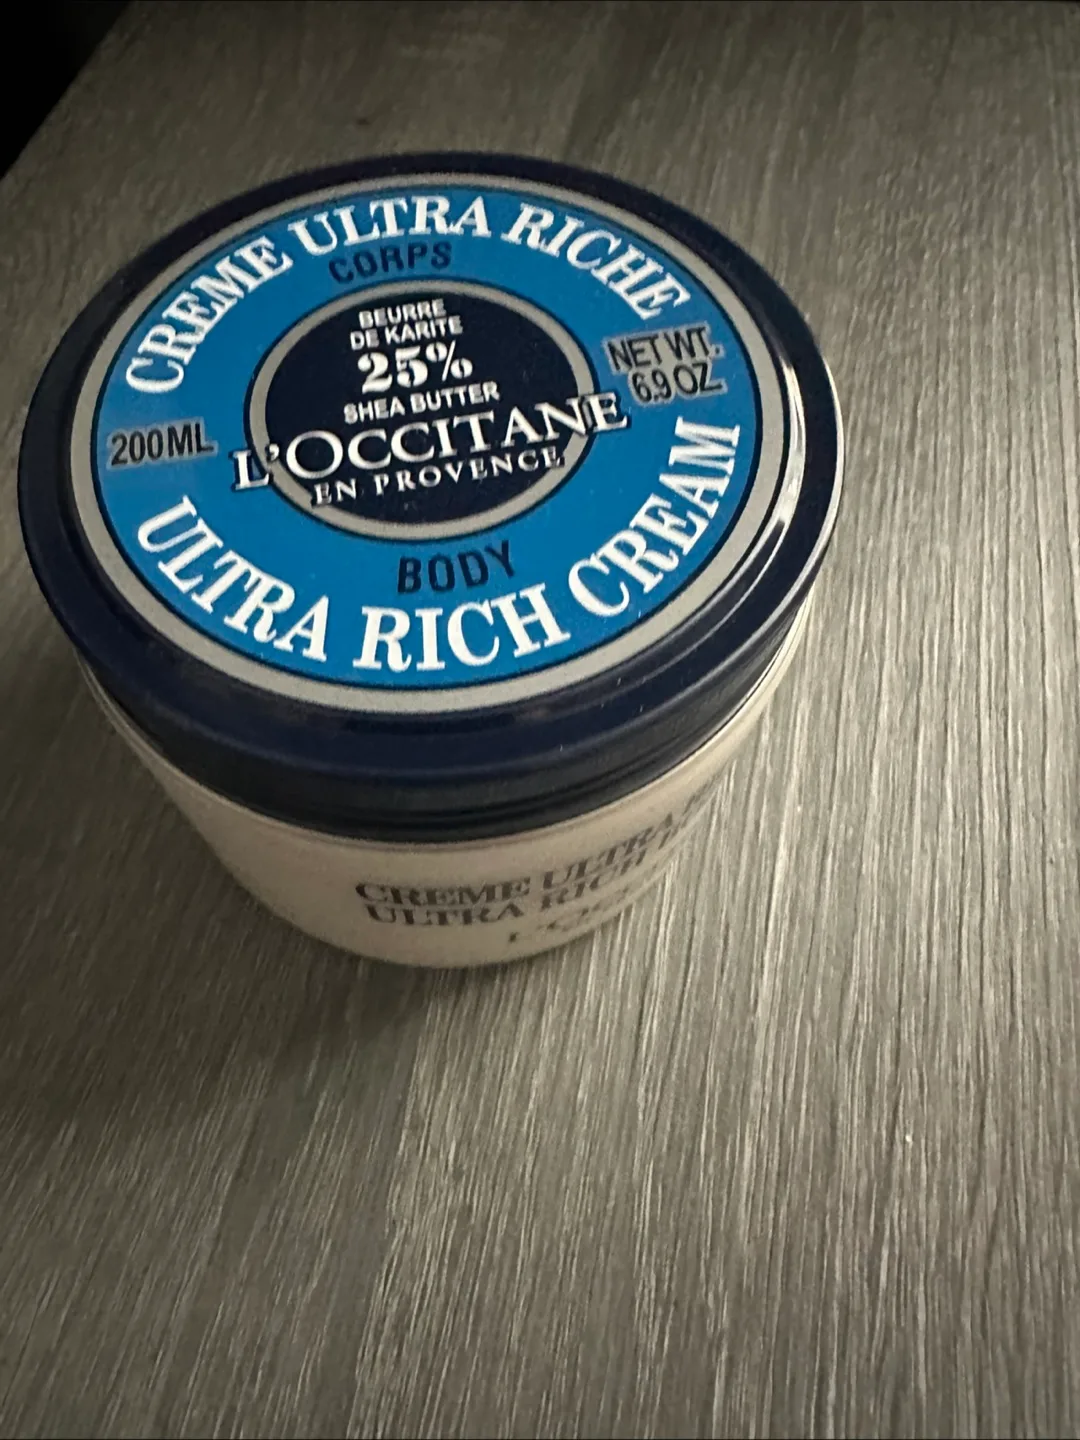 CREME ULTRA RICHE
CORPS
BEURRE
DE KARITE
25%
SHEA BUTTER
L'OCCITANE
EN PROVENCE
200ML
NET WT.
6.9 OZ.
BODY
ULTRA RICH CREAM
CREME ULTRA
ULTRA RICH